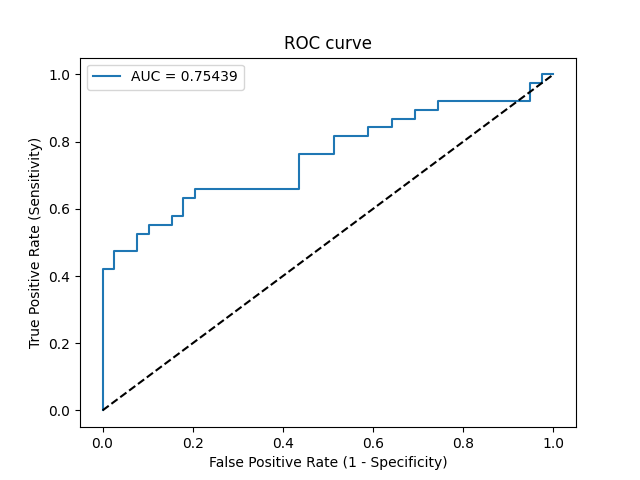 ROC curve
AUC = 0.75439
1.0
0.8
0.6
0.4
0.2
0.0
True Positive Rate (Sensitivity)
0.0 0.2 0.4 0.6 0.8 1.0
False Positive Rate (1 - Specificity)